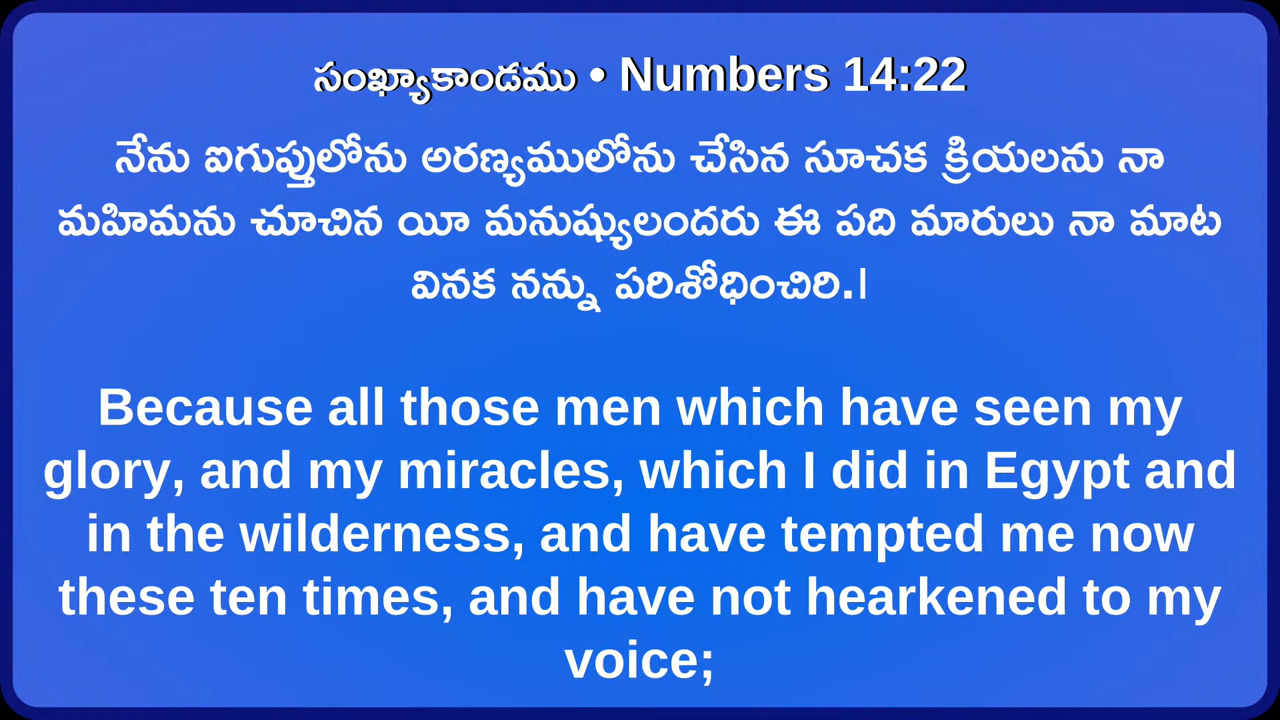 సంఖ్యాకాండము • Numbers 14:22
నేను ఐగుప్తులోను అరణ్యములోను చేసిన సూచక క్రియలను నా
మహిమను చూచిన యీ మనుష్యులందరు ఈ పది మారులు నా మాట
వినక నన్ను పరిశోధించిరి.|
Because all those men which have seen my
glory, and my miracles, which I did in Egypt and
in the wilderness, and have tempted me now
these ten times, and have not hearkened to my
voice;